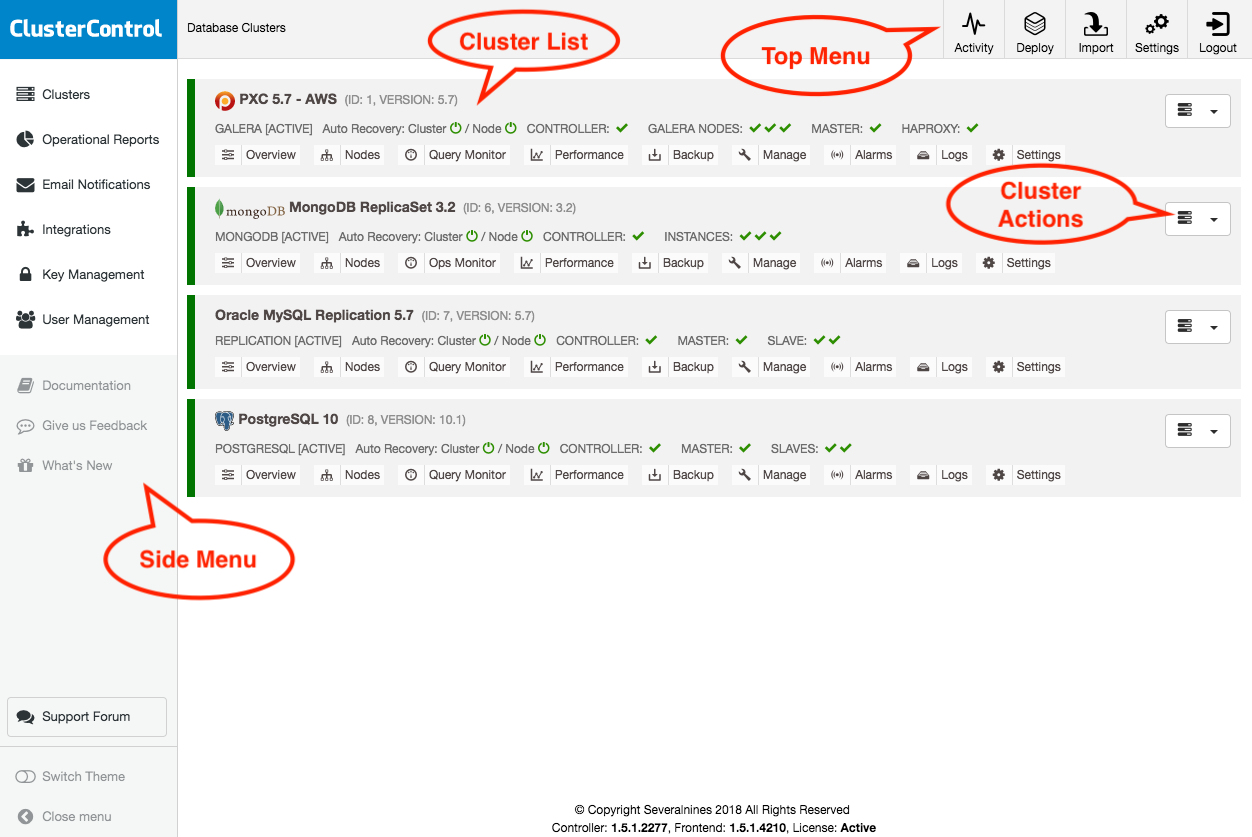 ClusterControl
Database Clusters
Cluster List
Top Menu
Activity
Deploy
Import
Settings
Logout
Clusters
Operational Reports
Email Notifications
Integrations
Key Management
User Management
Documentation
Give us Feedback
What's New
Side Menu
Support Forum
Switch Theme
Close menu
PXC 5.7 - AWS (ID: 1, VERSION: 5.7)
GALERA [ACTIVE] Auto Recovery: Cluster / Node CONTROLLER: GALERA NODES: MASTER: HAPROXY:
Overview Nodes Query Monitor Performance Backup Manage Alarms Logs Settings
Cluster
Actions
mongoDB MongoDB ReplicaSet 3.2 (ID: 6, VERSION: 3.2)
MONGODB [ACTIVE] Auto Recovery: Cluster / Node CONTROLLER: INSTANCES:
Overview Nodes Ops Monitor Performance Backup Manage Alarms Logs Settings
Oracle MySQL Replication 5.7 (ID: 7, VERSION: 5.7)
REPLICATION [ACTIVE] Auto Recovery: Cluster / Node CONTROLLER: MASTER: SLAVE:
Overview Nodes Query Monitor Performance Backup Manage Alarms Logs Settings
PostgreSQL 10 (ID: 8, VERSION: 10.1)
POSTGRESQL [ACTIVE] Auto Recovery: Cluster / Node CONTROLLER: MASTER: SLAVES:
Overview Nodes Query Monitor Performance Backup Manage Alarms Logs Settings
© Copyright Severalnines 2018 All Rights Reserved
Controller: 1.5.1.2277, Frontend: 1.5.1.4210, License: Active